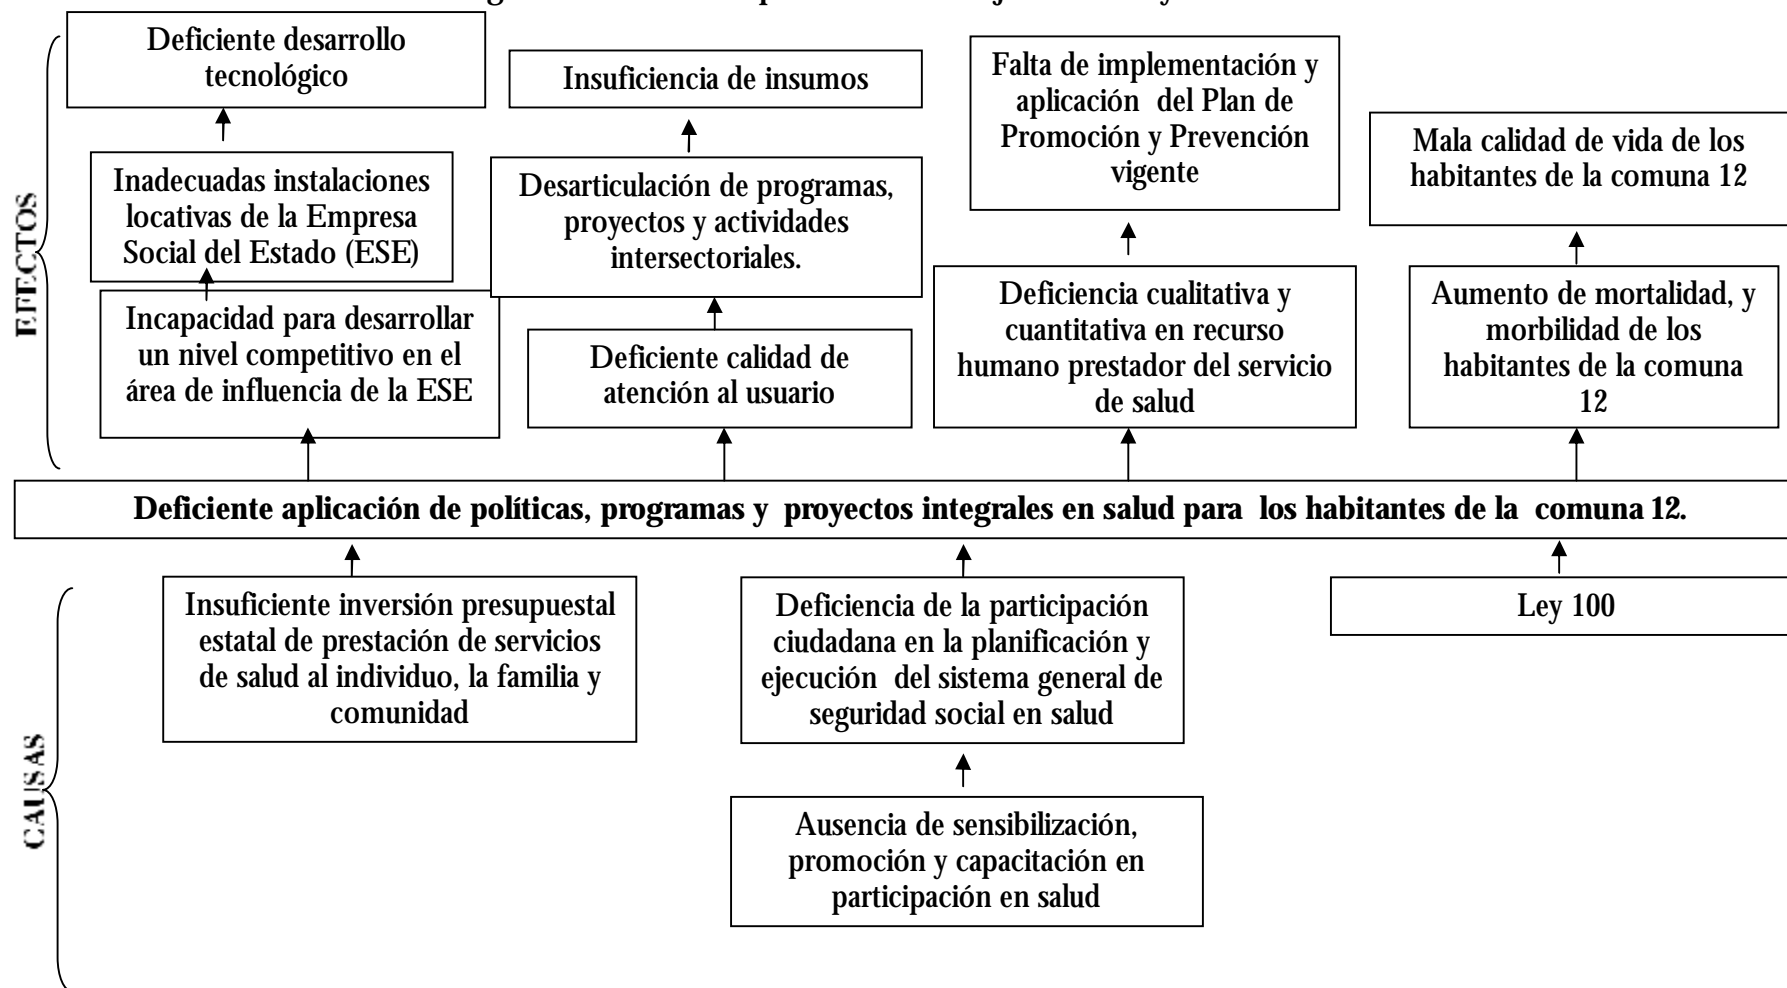 Deficiente desarrollo
tecnológico
Insuficiencia de insumos
Falta de implementación y
aplicación del Plan de
Promoción y Prevención
vigente
Mala calidad de vida de los
habitantes de la comuna 12
EFECTOS
Inadecuadas instalaciones
locativas de la Empresa
Social del Estado (ESE)
Desarticulación de programas,
proyectos y actividades
intersectoriales.
Incapacidad para desarrollar
un nivel competitivo en el
área de influencia de la ESE
Deficiente calidad de
atención al usuario
Deficiencia cualitativa y
cuantitativa en recurso
humano prestador del servicio
de salud
Aumento de mortalidad, y
morbilidad de los
habitantes de la comuna
12
Deficiente aplicación de políticas, programas y proyectos integrales en salud para los habitantes de la comuna 12.
CAUSAS
Insuficiente inversión presupuestal
estatal de prestación de servicios
de salud al individuo, la familia y
comunidad
Deficiencia de la participación
ciudadana en la planificación y
ejecución del sistema general de
seguridad social en salud
Ley 100
Ausencia de sensibilización,
promoción y capacitación en
participación en salud